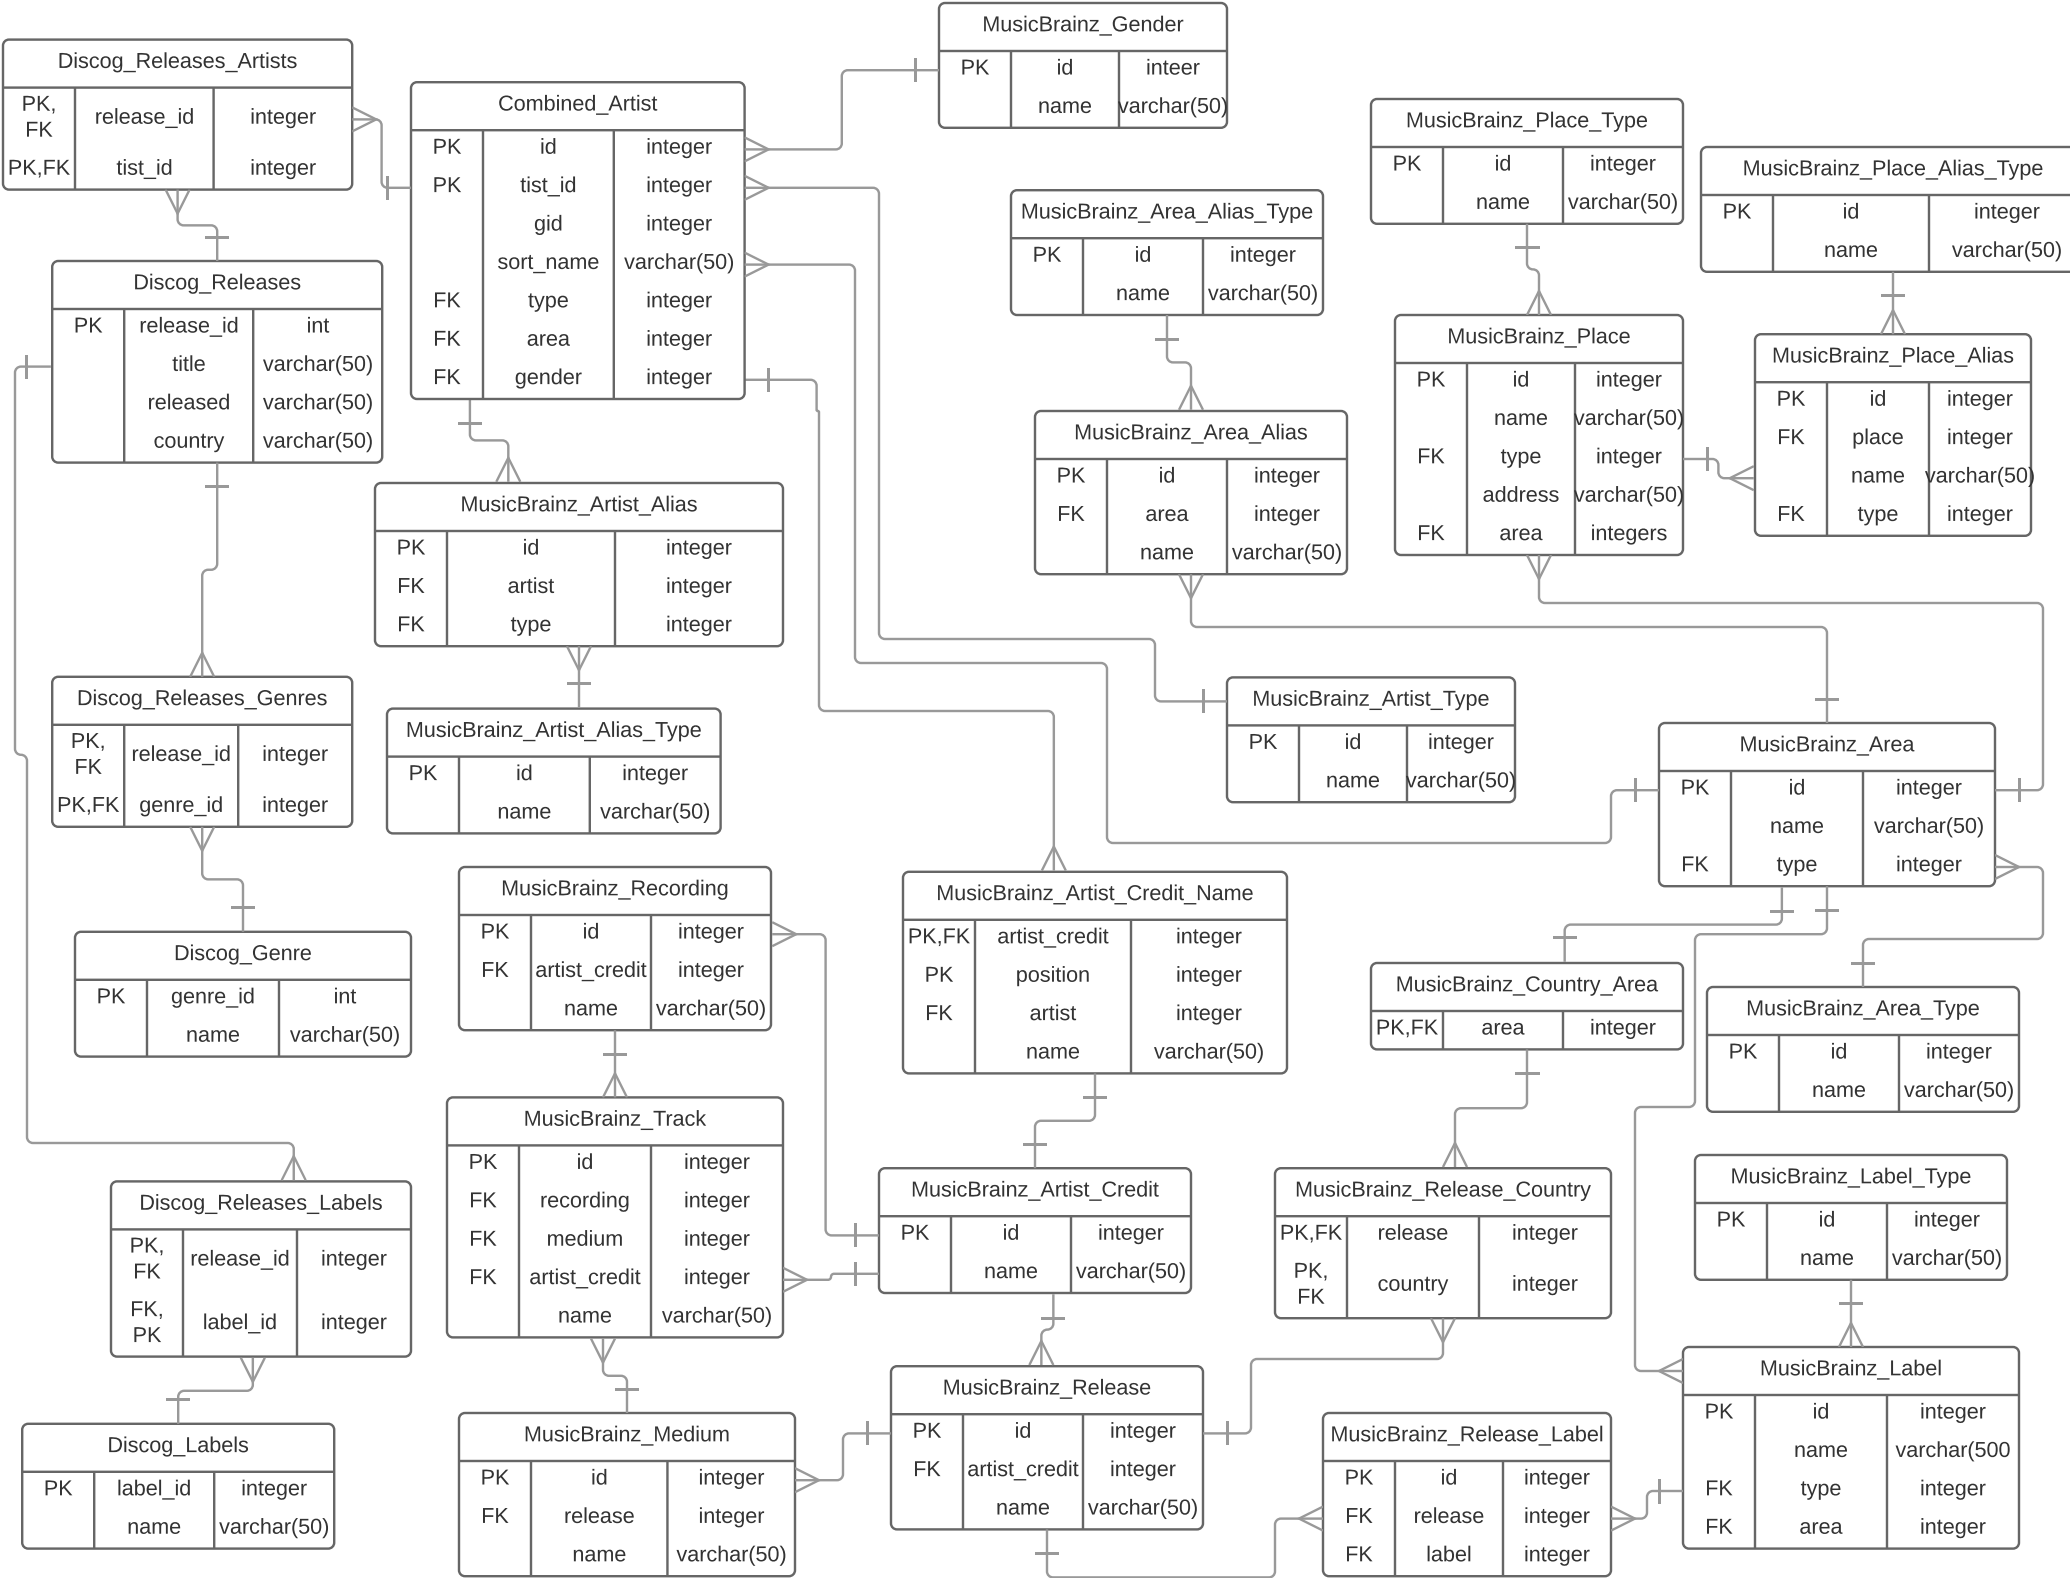 MusicBrainz_Gender
PK id inteer
name varchar(50)
Discog_Releases_Artists
PK,
FK release_id integer
PK,FK tist_id integer
Combined_Artist
PK id integer
PK tist_id integer
gid integer
sort_name varchar(50)
FK type integer
FK area integer
FK gender integer
MusicBrainz_Place_Type
PK id integer
name varchar(50)
MusicBrainz_Place_Alias_Type
PK id integer
name varchar(50)
MusicBrainz_Area_Alias_Type
PK id integer
name varchar(50)
Discog_Releases
PK release_id int
title varchar(50)
released varchar(50)
country varchar(50)
MusicBrainz_Place
PK id integer
name varchar(50)
FK type integer
address varchar(50)
FK area integers
MusicBrainz_Place_Alias
PK id integer
FK place integer
name varchar(50)
FK type integer
MusicBrainz_Area_Alias
PK id integer
FK area integer
name varchar(50)
MusicBrainz_Artist_Alias
PK id integer
FK artist integer
FK type integer
Discog_Releases_Genres
PK,
FK release_id integer
PK,FK genre_id integer
MusicBrainz_Artist_Alias_Type
PK id integer
name varchar(50)
MusicBrainz_Artist_Type
PK id integer
name varchar(50)
MusicBrainz_Area
PK id integer
name varchar(50)
FK type integer
MusicBrainz_Recording
PK id integer
FK artist_credit integer
name varchar(50)
MusicBrainz_Artist_Credit_Name
PK,FK artist_credit integer
PK position integer
FK artist integer
name varchar(50)
Discog_Genre
PK genre_id int
name varchar(50)
MusicBrainz_Country_Area
PK,FK area integer
MusicBrainz_Area_Type
PK id integer
name varchar(50)
MusicBrainz_Track
PK id integer
FK recording integer
FK medium integer
FK artist_credit integer
name varchar(50)
Discog_Releases_Labels
PK,
FK release_id integer
FK,
PK label_id integer
MusicBrainz_Artist_Credit
PK id integer
name varchar(50)
MusicBrainz_Release_Country
PK,FK release integer
PK,
FK country integer
MusicBrainz_Label_Type
PK id integer
name varchar(50)
MusicBrainz_Label
PK id integer
name varchar(500
FK type integer
FK area integer
MusicBrainz_Release
PK id integer
FK artist_credit integer
name varchar(50)
Discog_Labels
PK label_id integer
name varchar(50)
MusicBrainz_Medium
PK id integer
FK release integer
name varchar(50)
MusicBrainz_Release_Label
PK id integer
FK release integer
FK label integer